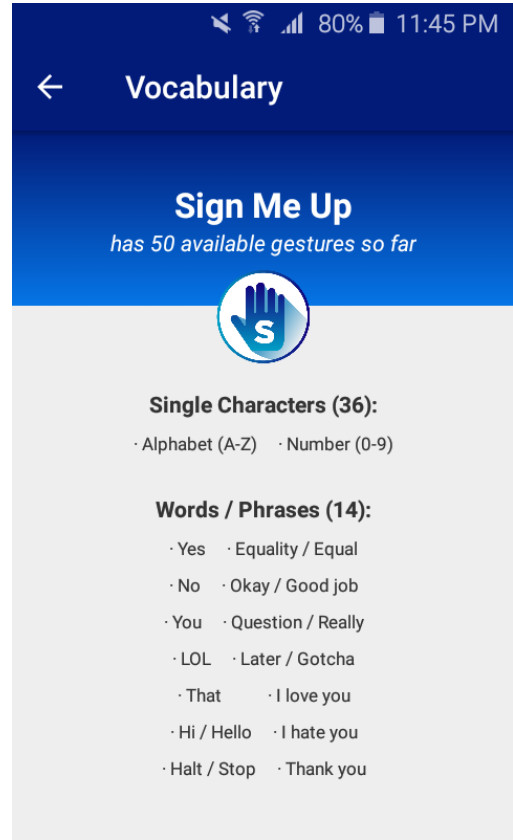 80% 11:45 PM
Vocabulary
Sign Me Up
has 50 available gestures so far
S
Single Characters (36):
· Alphabet (A-Z) · Number (0-9)
Words / Phrases (14):
· Yes · Equality / Equal
· No · Okay / Good job
· You · Question / Really
· LOL · Later / Gotcha
· That · I love you
· Hi / Hello · I hate you
· Halt / Stop · Thank you